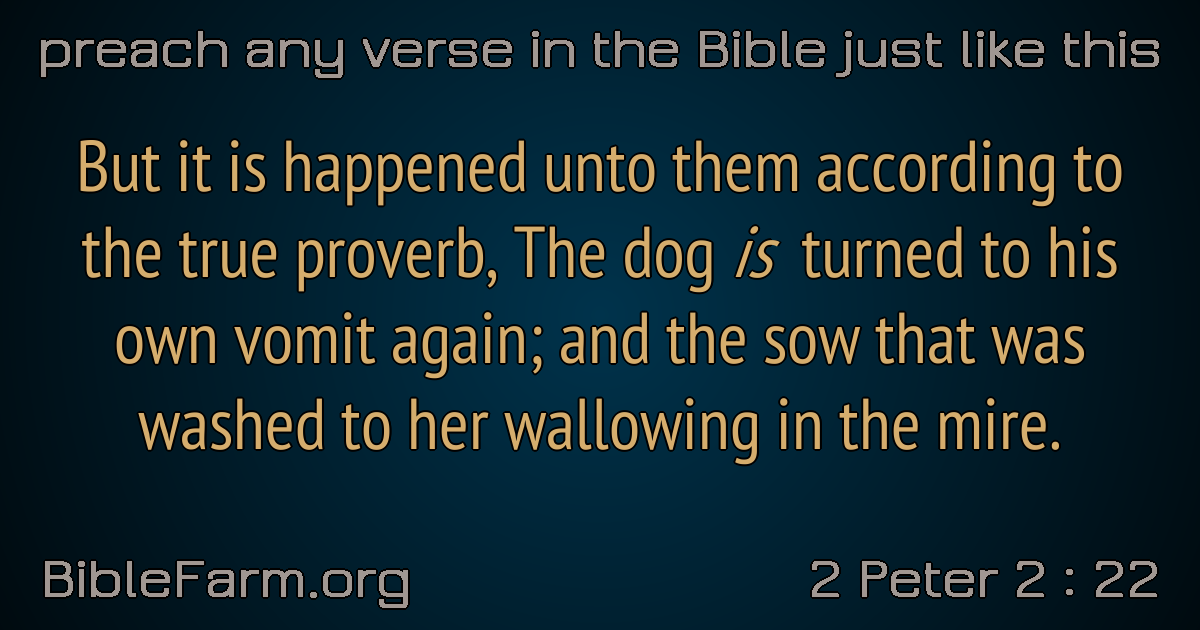 preach any verse in the Bible just like this
But it is happened unto them according to
the true proverb, The dog is turned to his
own vomit again; and the sow that was
washed to her wallowing in the mire.
BibleFarm.org
2 Peter 2 : 22